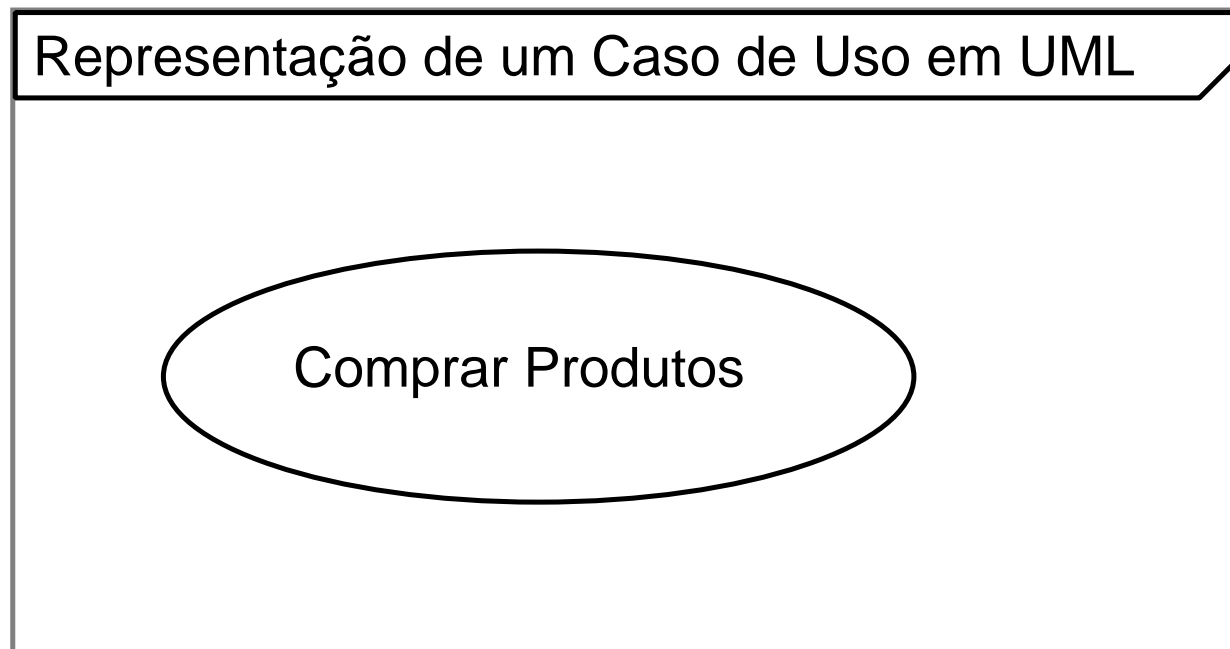 Representação de um Caso de Uso em UML
Comprar Produtos